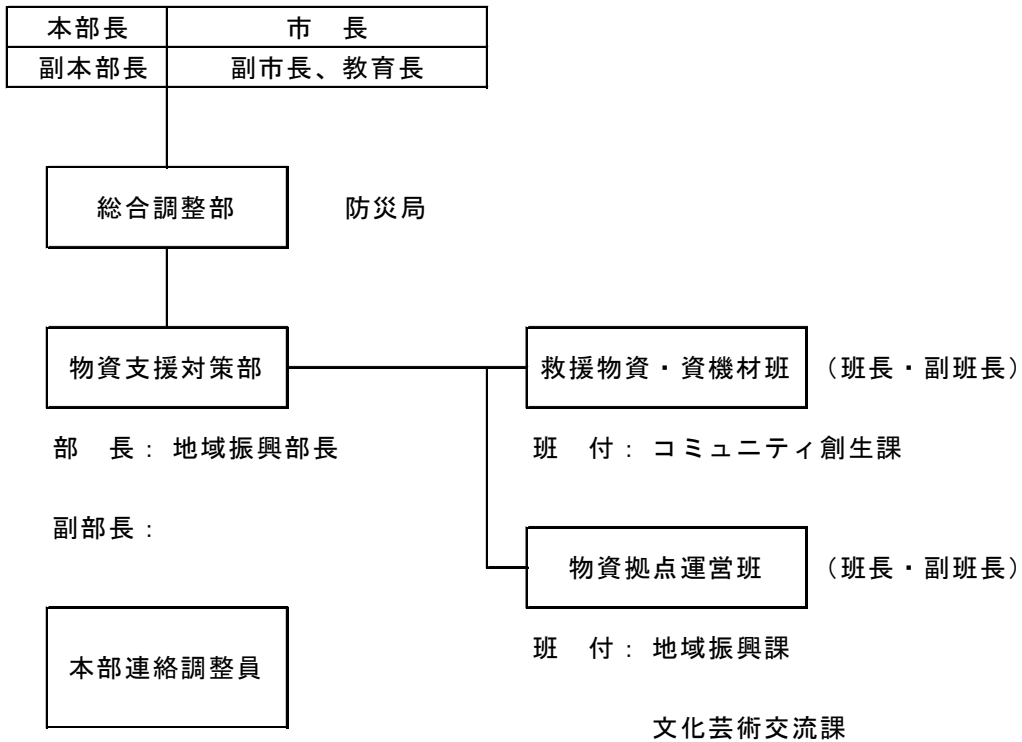 本部長 市　長
副本部長 副市長、教育長
総合調整部 防災局
物資支援対策部 救援物資・資機材班 （班長・副班長）
部　長： 地域振興部長 班　付： コミュニティ創生課
副部長：
物資拠点運営班 （班長・副班長）
班　付： 地域振興課
本部連絡調整員
文化芸術交流課